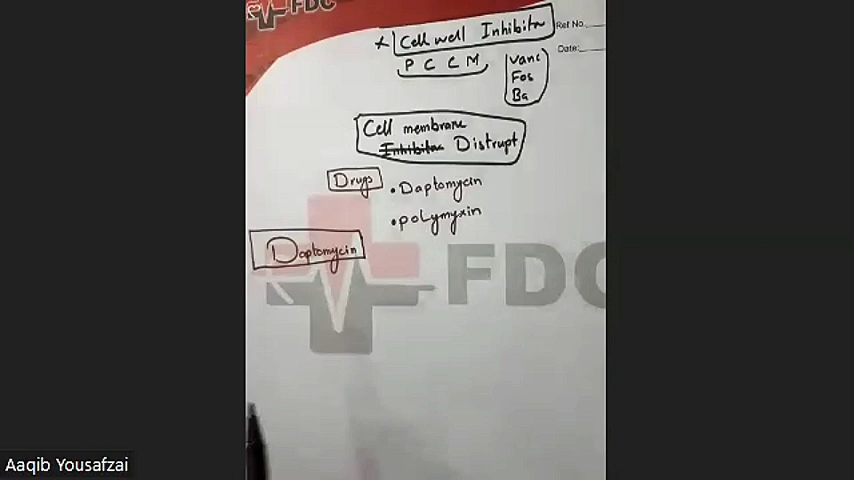 FDC
Ref No.
Date:
x Cell well Inhibitor
P C C M
Vanc
Fos
Ba
Cell membrane
Inhibitor Distrupt
Drugs
• Daptomycin
• polymyxin
Daptomycin
FDC
Aaqib Yousafzai